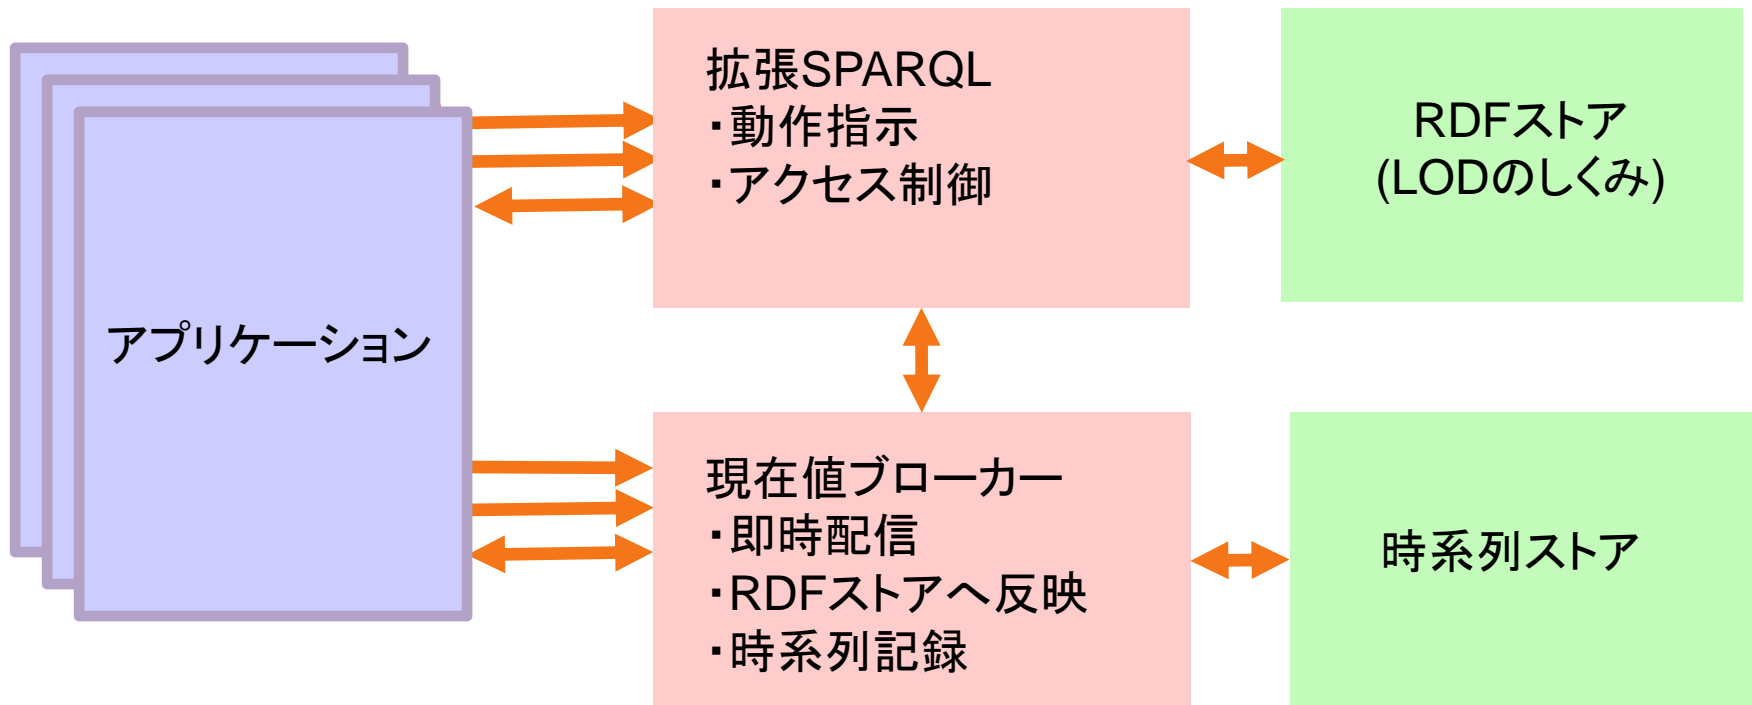 アプリケーション
拡張SPARQL
・動作指示
・アクセス制御
RDFストア
(LODのしくみ)
現在値ブローカー
・即時配信
・RDFストアへ反映
・時系列記録
時系列ストア